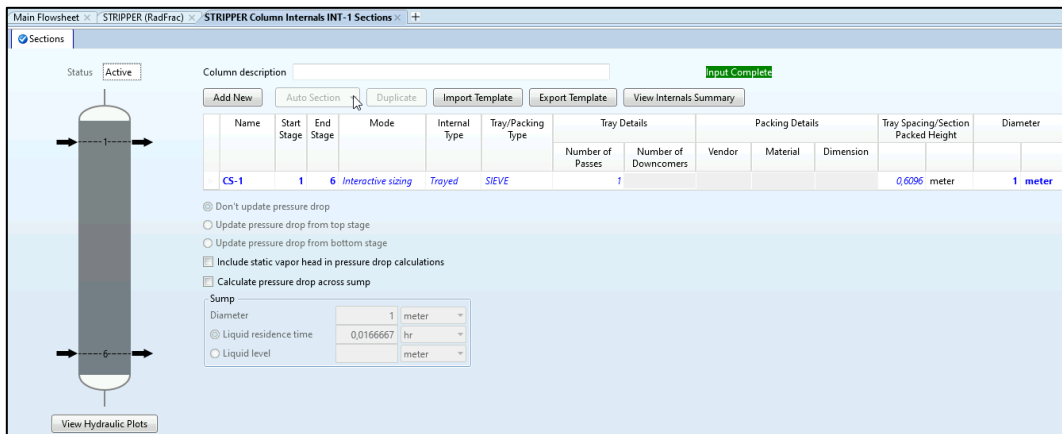 Main Flowsheet × STRIPPER (RadFrac) × STRIPPER Column Internals INT-1 Sections × +
Sections
Status Active
Column description
Input Complete
Add New Auto Section Duplicate Import Template Export Template View Internals Summary
Name Start Stage End Stage Mode Internal Type Tray/Packing Type Tray Details Packing Details Tray Spacing/Section Packed Height Diameter
Number of Passes Number of Downcomers Vendor Material Dimension
CS-1 1 6 Interactive sizing Trayed SIEVE 1 0,6096 meter 1 meter
Don't update pressure drop
Update pressure drop from top stage
Update pressure drop from bottom stage
Include static vapor head in pressure drop calculations
Calculate pressure drop across sump
Sump
Diameter 1 meter
Liquid residence time 0,0166667 hr
Liquid level meter
1
6
View Hydraulic Plots